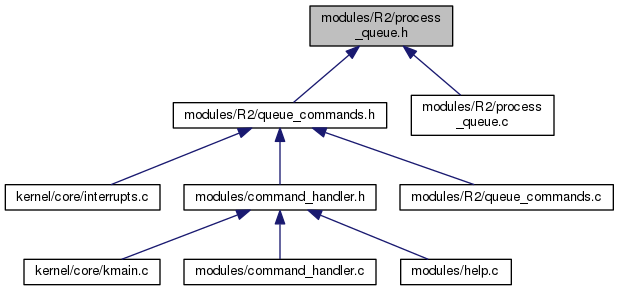 modules/R2/process
_queue.h
modules/R2/queue_commands.h
modules/R2/process
_queue.c
kernel/core/interrupts.c
modules/command_handler.h
modules/R2/queue_commands.c
kernel/core/kmain.c
modules/command_handler.c
modules/help.c